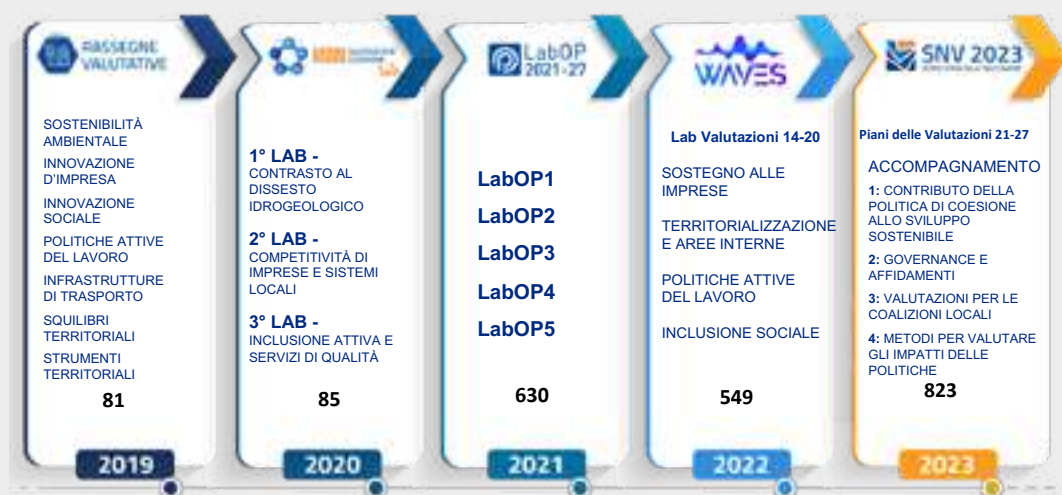 RASSEGNE
VALUTATIVE
SOSTENIBILITÀ
AMBIENTALE
INNOVAZIONE
D'IMPRESA
INNOVAZIONE
SOCIALE
POLITICHE ATTIVE
DEL LAVORO
INFRASTRUTTURE
DI TRASPORTO
SQUILIBRI
TERRITORIALI
STRUMENTI
TERRITORIALI
81
2019
1° LAB -
CONTRASTO AL
DISSESTO
IDROGEOLOGICO
2° LAB -
COMPETITIVITÀ DI
IMPRESE E SISTEMI
LOCALI
3° LAB -
INCLUSIONE ATTIVA E
SERVIZI DI QUALITÀ
85
2020
LabOP
2021-27
LabOP1
LabOP2
LabOP3
LabOP4
LabOP5
630
2021
WAVES
Lab Valutazioni 14-20
SOSTEGNO ALLE
IMPRESE
TERRITORIALIZZAZIONE
E AREE INTERNE
POLITICHE ATTIVE
DEL LAVORO
INCLUSIONE SOCIALE
549
2022
SNV 2023
Piani delle Valutazioni 21-27
ACCOMPAGNAMENTO
1: CONTRIBUTO DELLA
POLITICA DI COESIONE
ALLO SVILUPPO
SOSTENIBILE
2: GOVERNANCE E
AFFIDAMENTI
3: VALUTAZIONI PER LE
COALIZIONI LOCALI
4: METODI PER VALUTARE
GLI IMPATTI DELLE
POLITICHE
823
2023